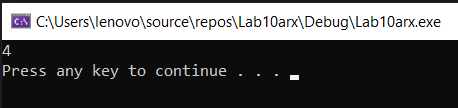 C:\ C:\Users\lenovo\source\repos\Lab10arx\Debug\Lab10arx.exe
4
Press any key to continue . . .